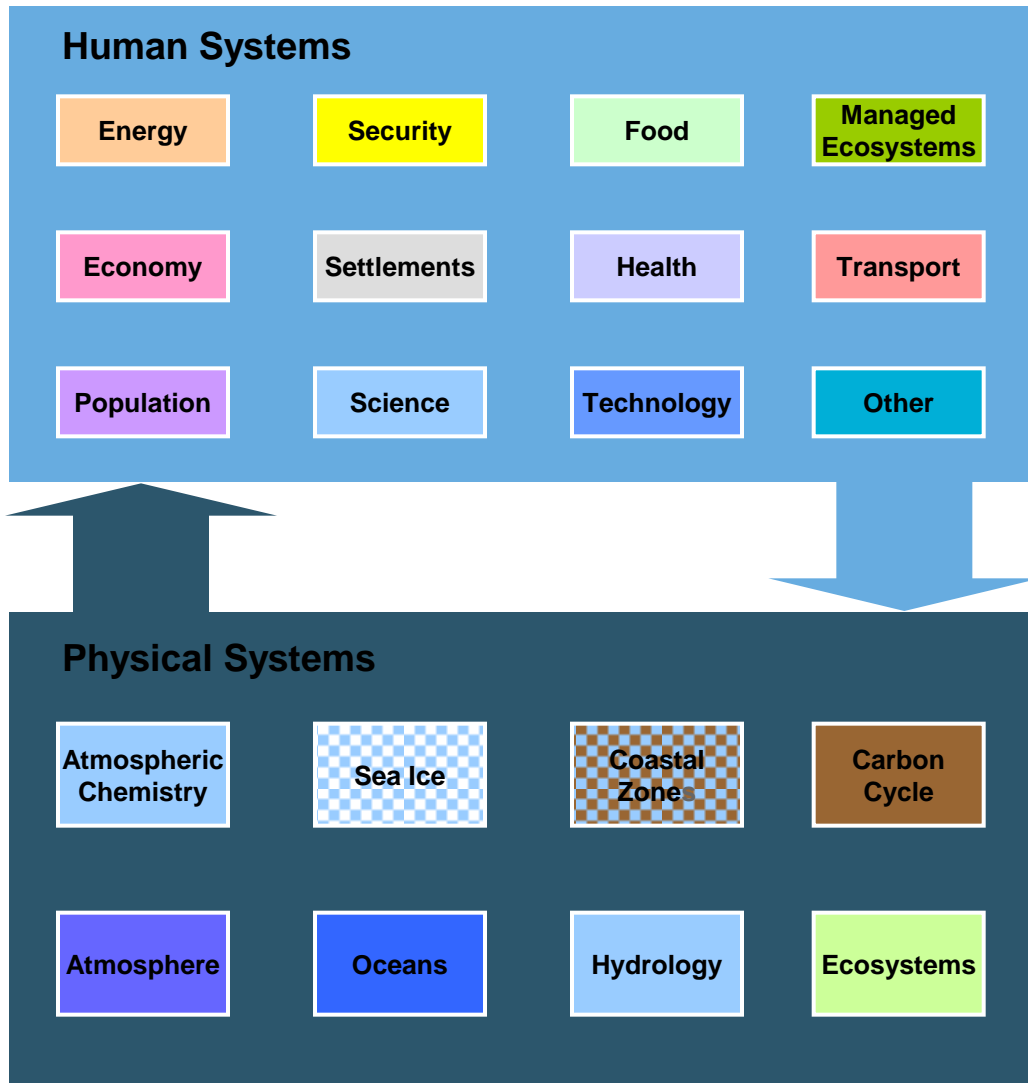 Human Systems
Energy
Security
Food
Managed
Ecosystems
Economy
Settlements
Health
Transport
Population
Science
Technology
Other
Physical Systems
Atmospheric
Chemistry
Sea Ice
Coastal
Zones
Carbon
Cycle
Atmosphere
Oceans
Hydrology
Ecosystems